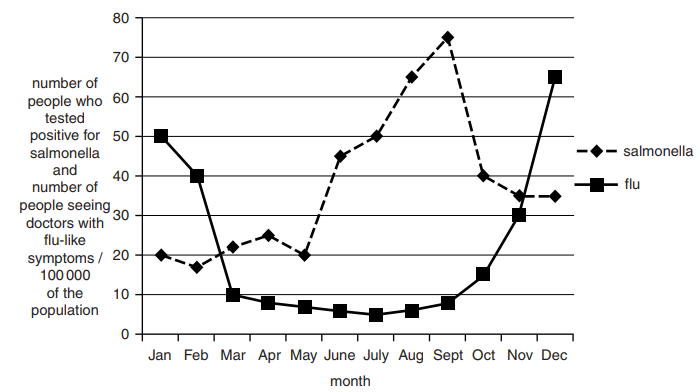 80
70
60
50
40
30
20
10
0
number of
people who
tested
positive for
salmonella
and
number of
people seeing
doctors with
flu-like
symptoms /
100 000
of the
population
Jan Feb Mar Apr May June July Aug Sept Oct Nov Dec
month
salmonella
flu